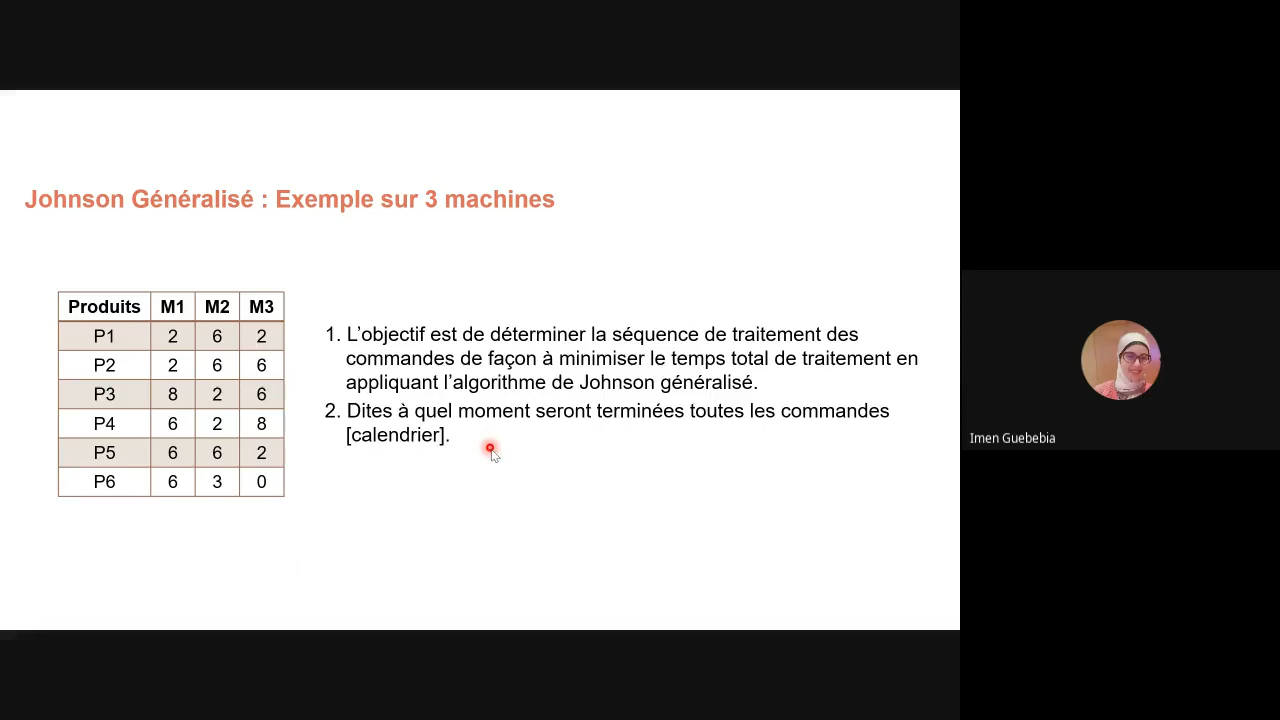 Johnson Généralisé : Exemple sur 3 machines
Produits M1 M2 M3
P1 2 6 2
P2 2 6 6
P3 8 2 6
P4 6 2 8
P5 6 6 2
P6 6 3 0
1. L’objectif est de déterminer la séquence de traitement des
commandes de façon à minimiser le temps total de traitement en
appliquant l’algorithme de Johnson généralisé.
2. Dites à quel moment seront terminées toutes les commandes
[calendrier].
Imen Guebebia